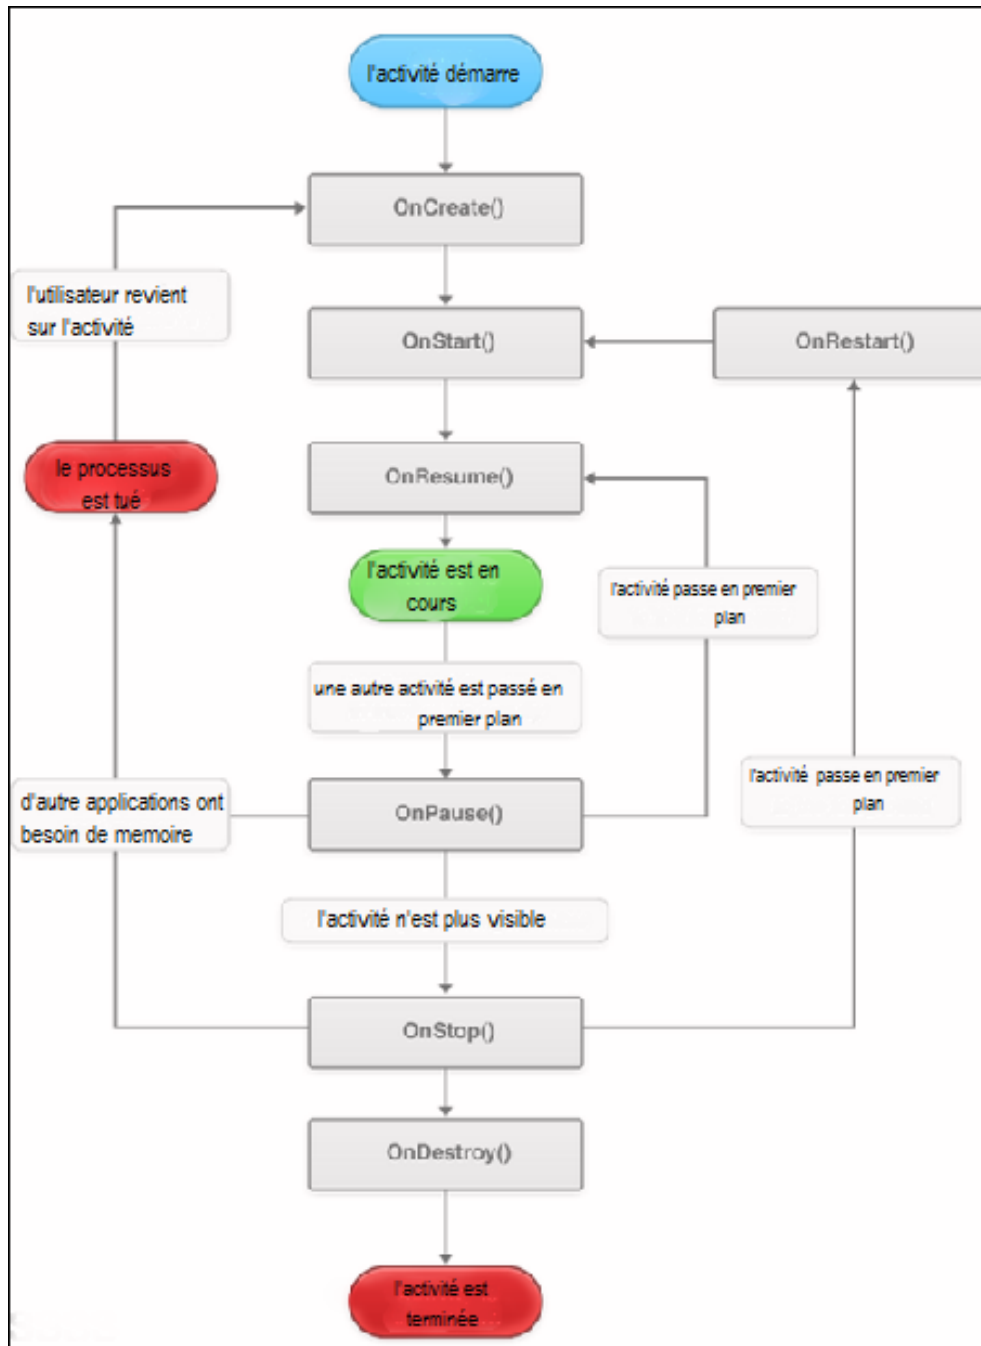 l'activité démarre
OnCreate()
l'utilisateur revient
sur l'activité
OnStart()
OnRestart()
le processus
est tué
OnResume()
l'activité est en
cours
l'activité passe en premier
plan
une autre activité est passé en
premier plan
l'activité passe en premier
plan
d'autre applications ont
besoin de memoire
OnPause()
l'activité n'est plus visible
OnStop()
OnDestroy()
l'activité est
terminée